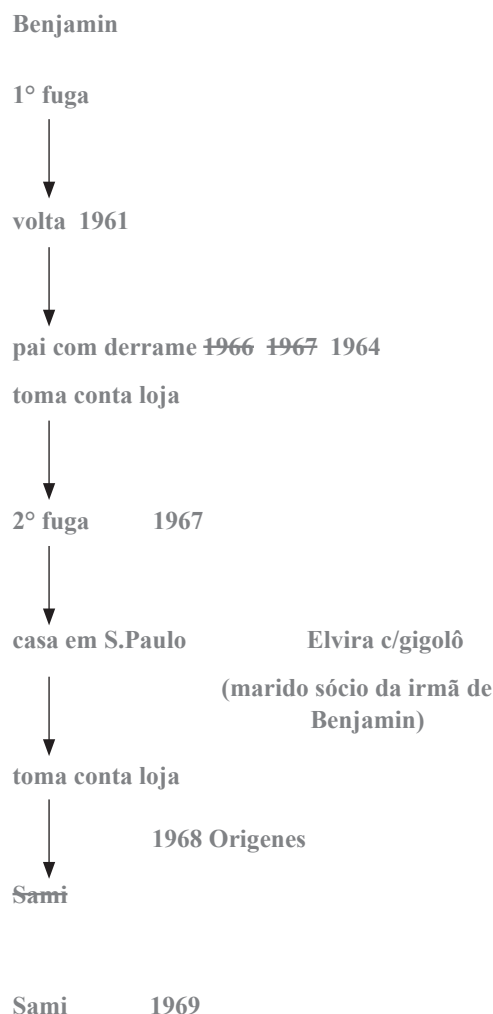 Benjamin
1° fuga
volta 1961
pai com derrame 1966 1967 1964
toma conta loja
2° fuga 1967
casa em S.Paulo Elvira c/gigolô
(marido sócio da irmã de
Benjamin)
toma conta loja
1968 Origenes
Sami
Sami 1969